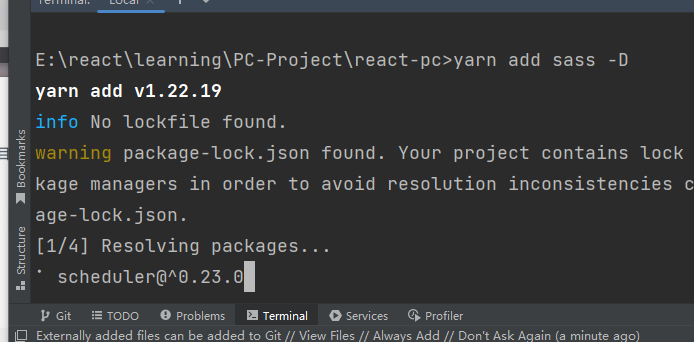 Terminal: Local
E:\react\learning\PC-Project\react-pc>yarn add sass -D
yarn add v1.22.19
info No lockfile found.
warning package-lock.json found. Your project contains lock
kage managers in order to avoid resolution inconsistencies c
age-lock.json.
[1/4] Resolving packages...
⠁ scheduler@^0.23.0
Bookmarks
Structure
Git TODO Problems Terminal Services Profiler
Externally added files can be added to Git // View Files // Always Add // Don't Ask Again (a minute ago)